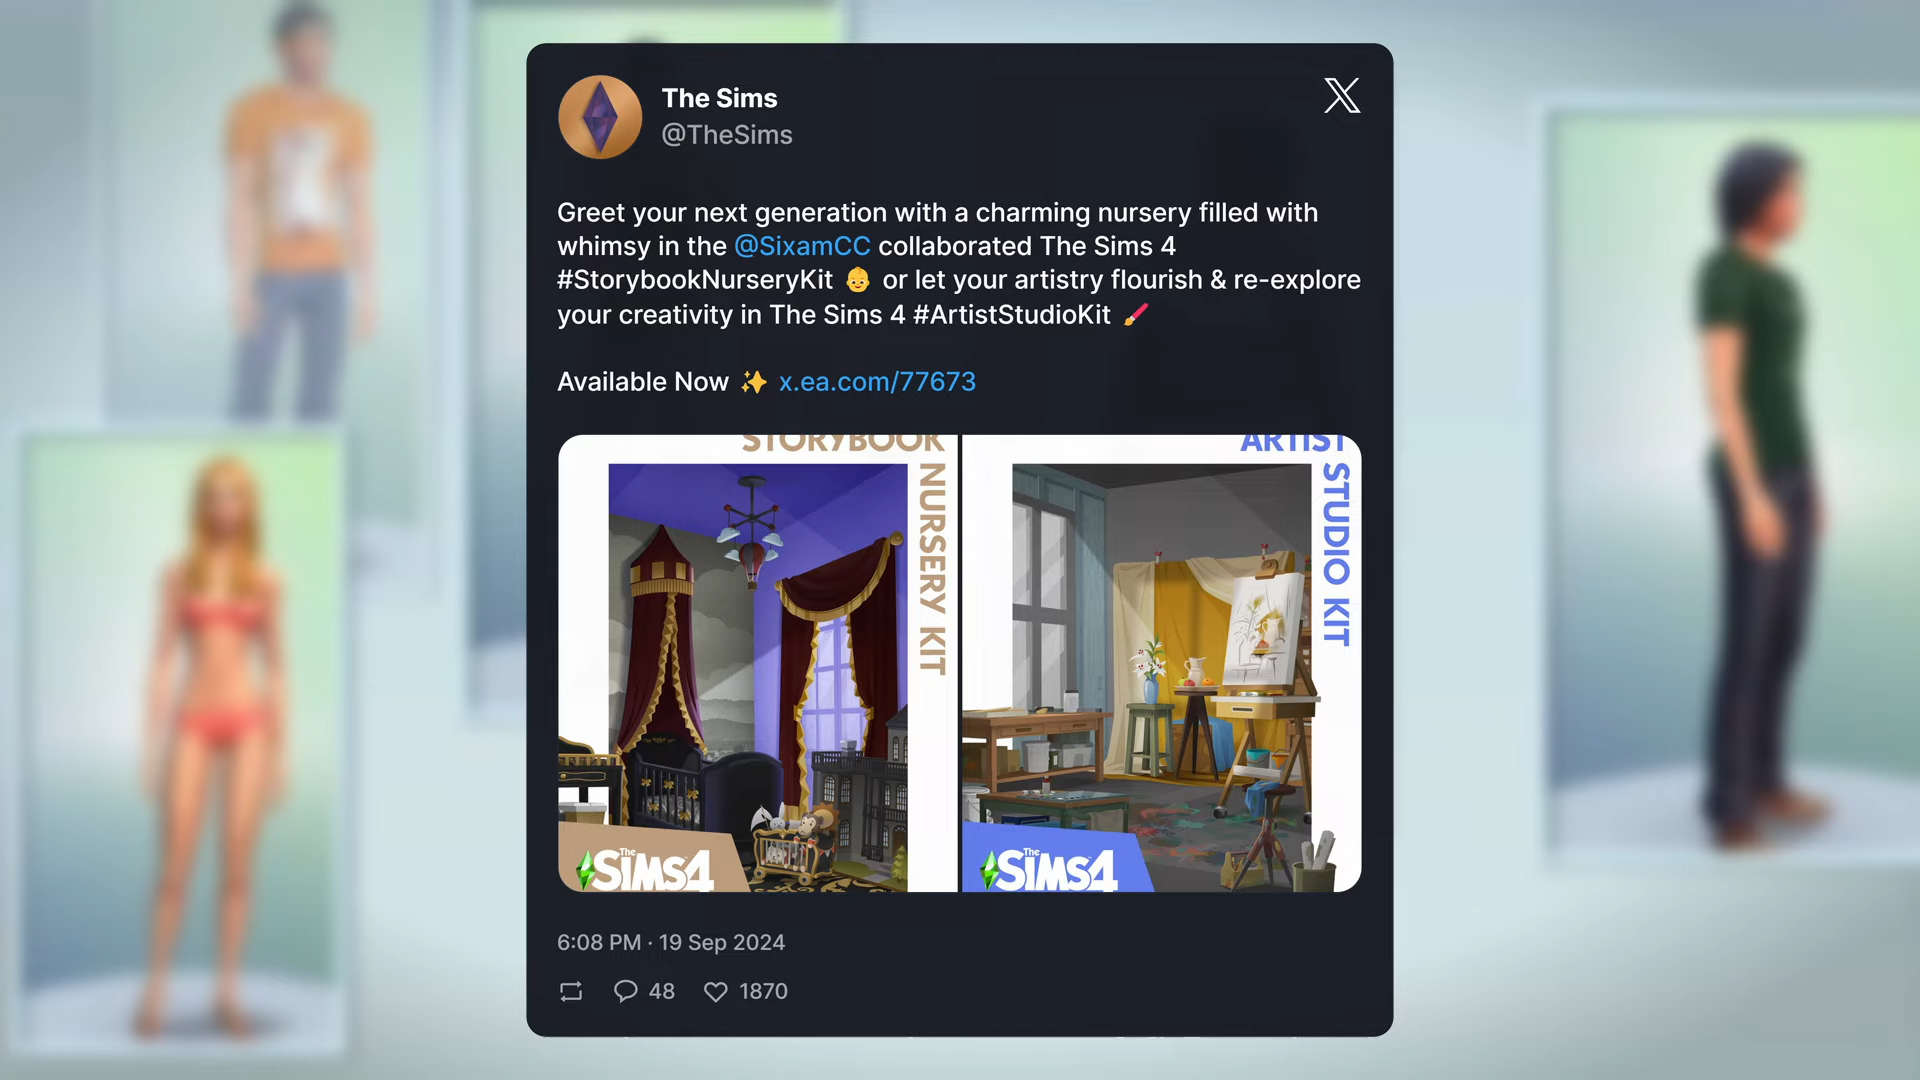 The Sims
@TheSims
Greet your next generation with a charming nursery filled with
whimsy in the @SixamCC collaborated The Sims 4
#StorybookNurseryKit 👶 or let your artistry flourish & re-explore
your creativity in The Sims 4 #ArtistStudioKit 🖌️
Available Now ✨ x.ea.com/77673
STORYBOOK
NURSERY KIT
The
SIMS4
ARTIST
STUDIO KIT
The
SIMS4
6:08 PM · 19 Sep 2024
48 1870